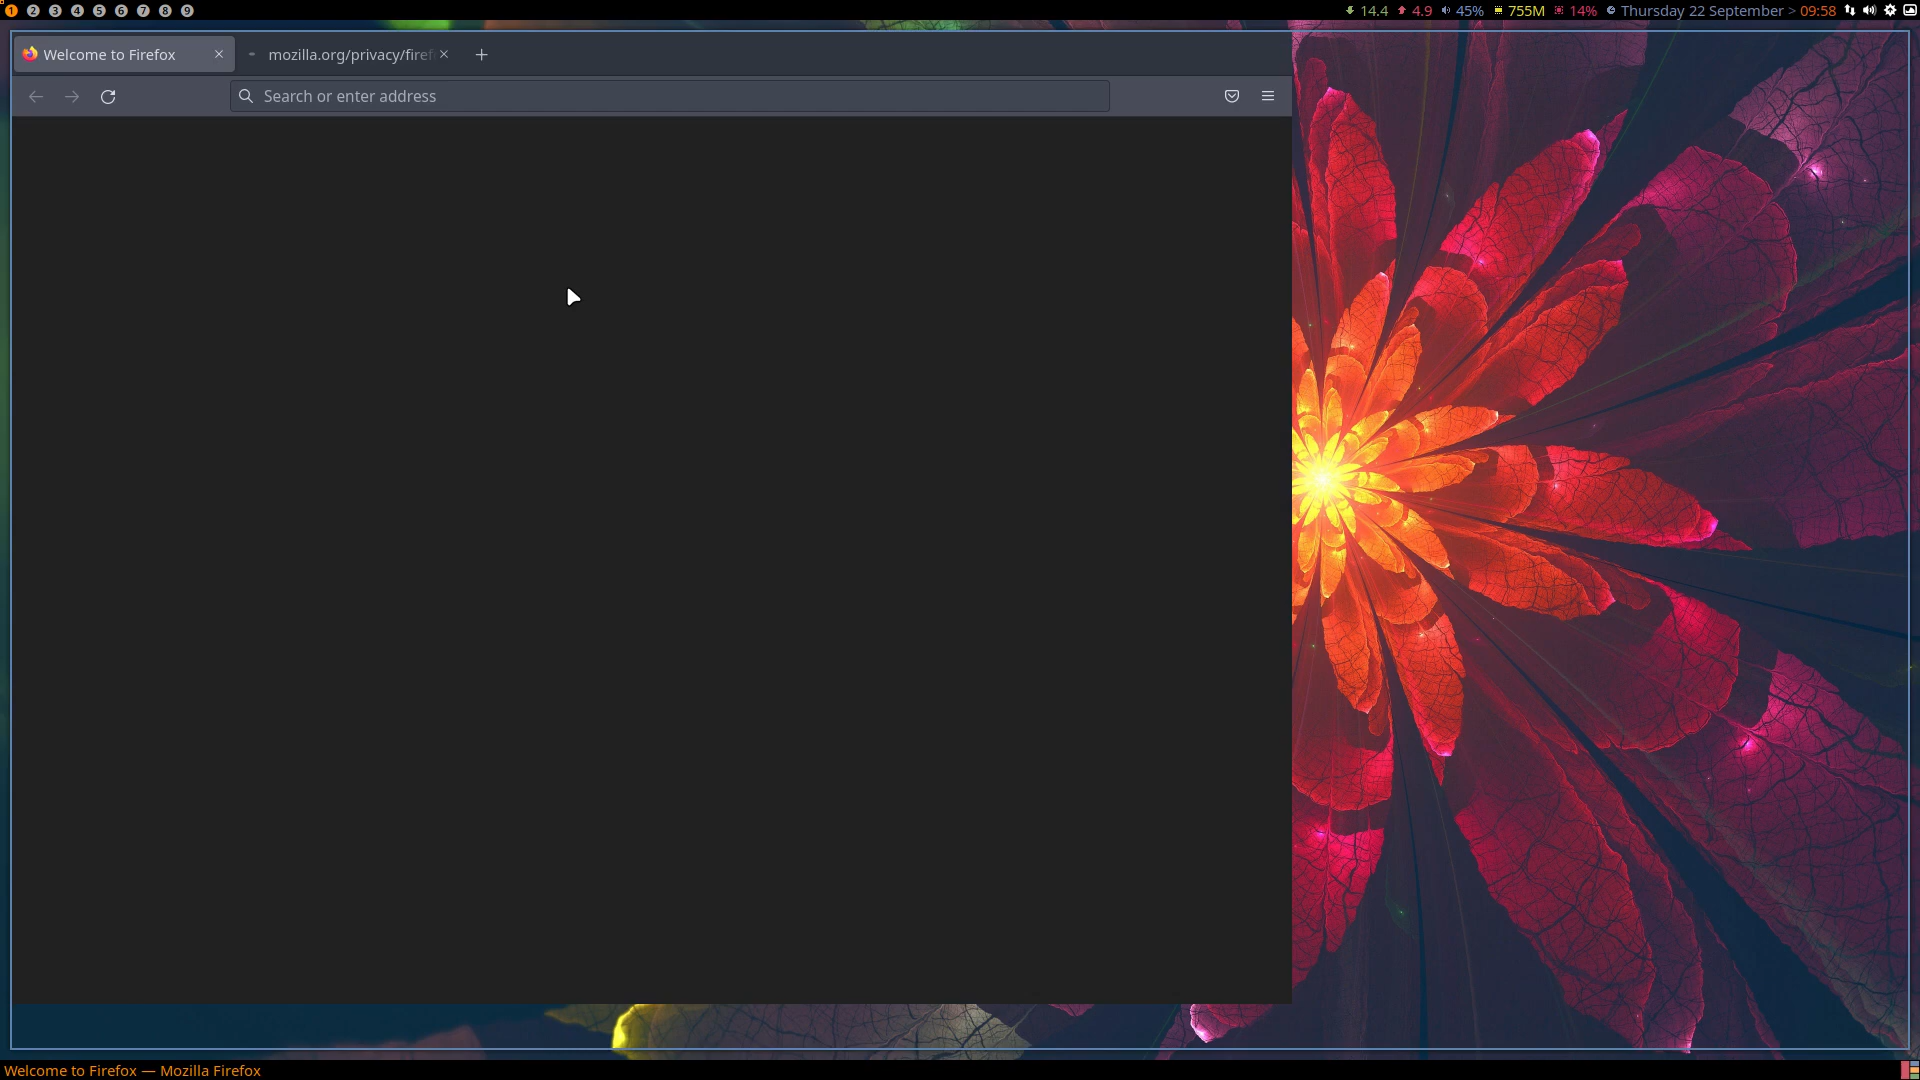 1 2 3 4 5 6 7 8 9
14.4 4.9 45% 755M 14% Thursday 22 September > 09:58
Welcome to Firefox mozilla.org/privacy/firef
Search or enter address
Welcome to Firefox — Mozilla Firefox